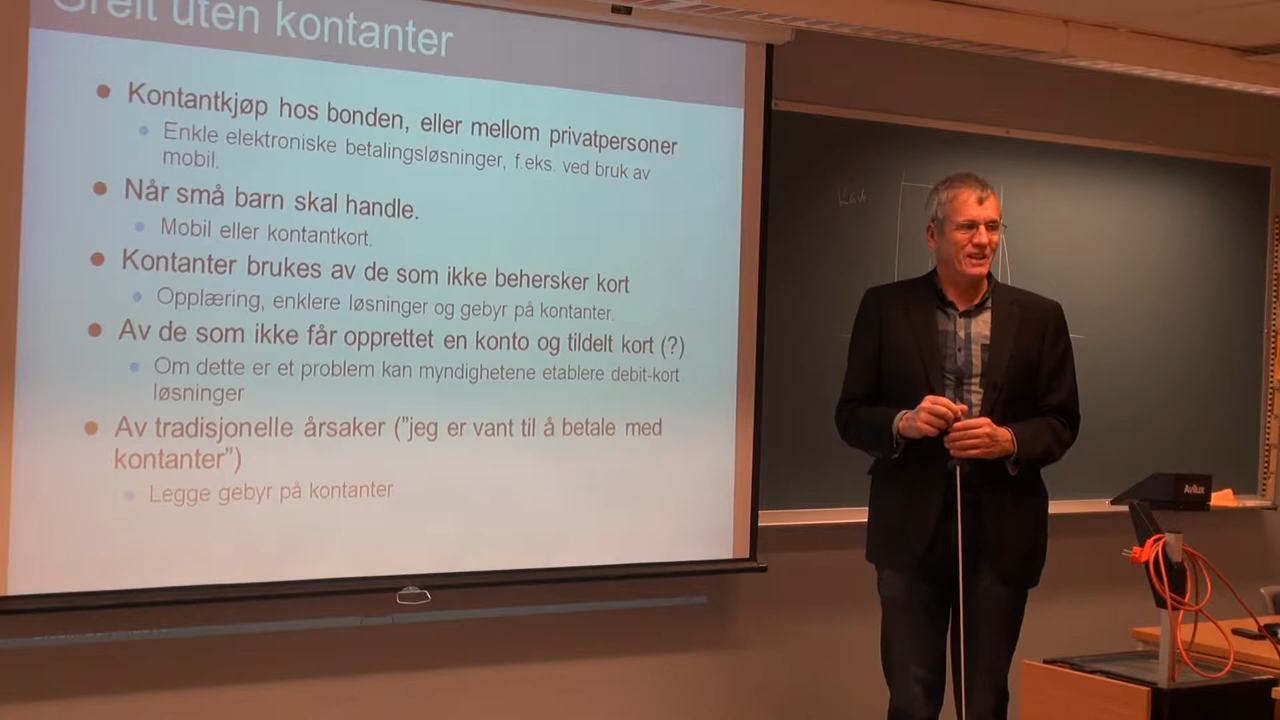 Greit uten kontanter
Kontantkjøp hos bonden, eller mellom privatpersoner
Enkle elektroniske betalingsløsninger, f.eks. ved bruk av
mobil.
Når små barn skal handle.
Mobil eller kontantkort.
Kontanter brukes av de som ikke behersker kort
Opplæring, enklere løsninger og gebyr på kontanter.
Av de som ikke får opprettet en konto og tildelt kort (?)
Om dette er et problem kan myndighetene etablere debit-kort
løsninger
Av tradisjonelle årsaker ("jeg er vant til å betale med
kontanter")
Legge gebyr på kontanter
Avilux